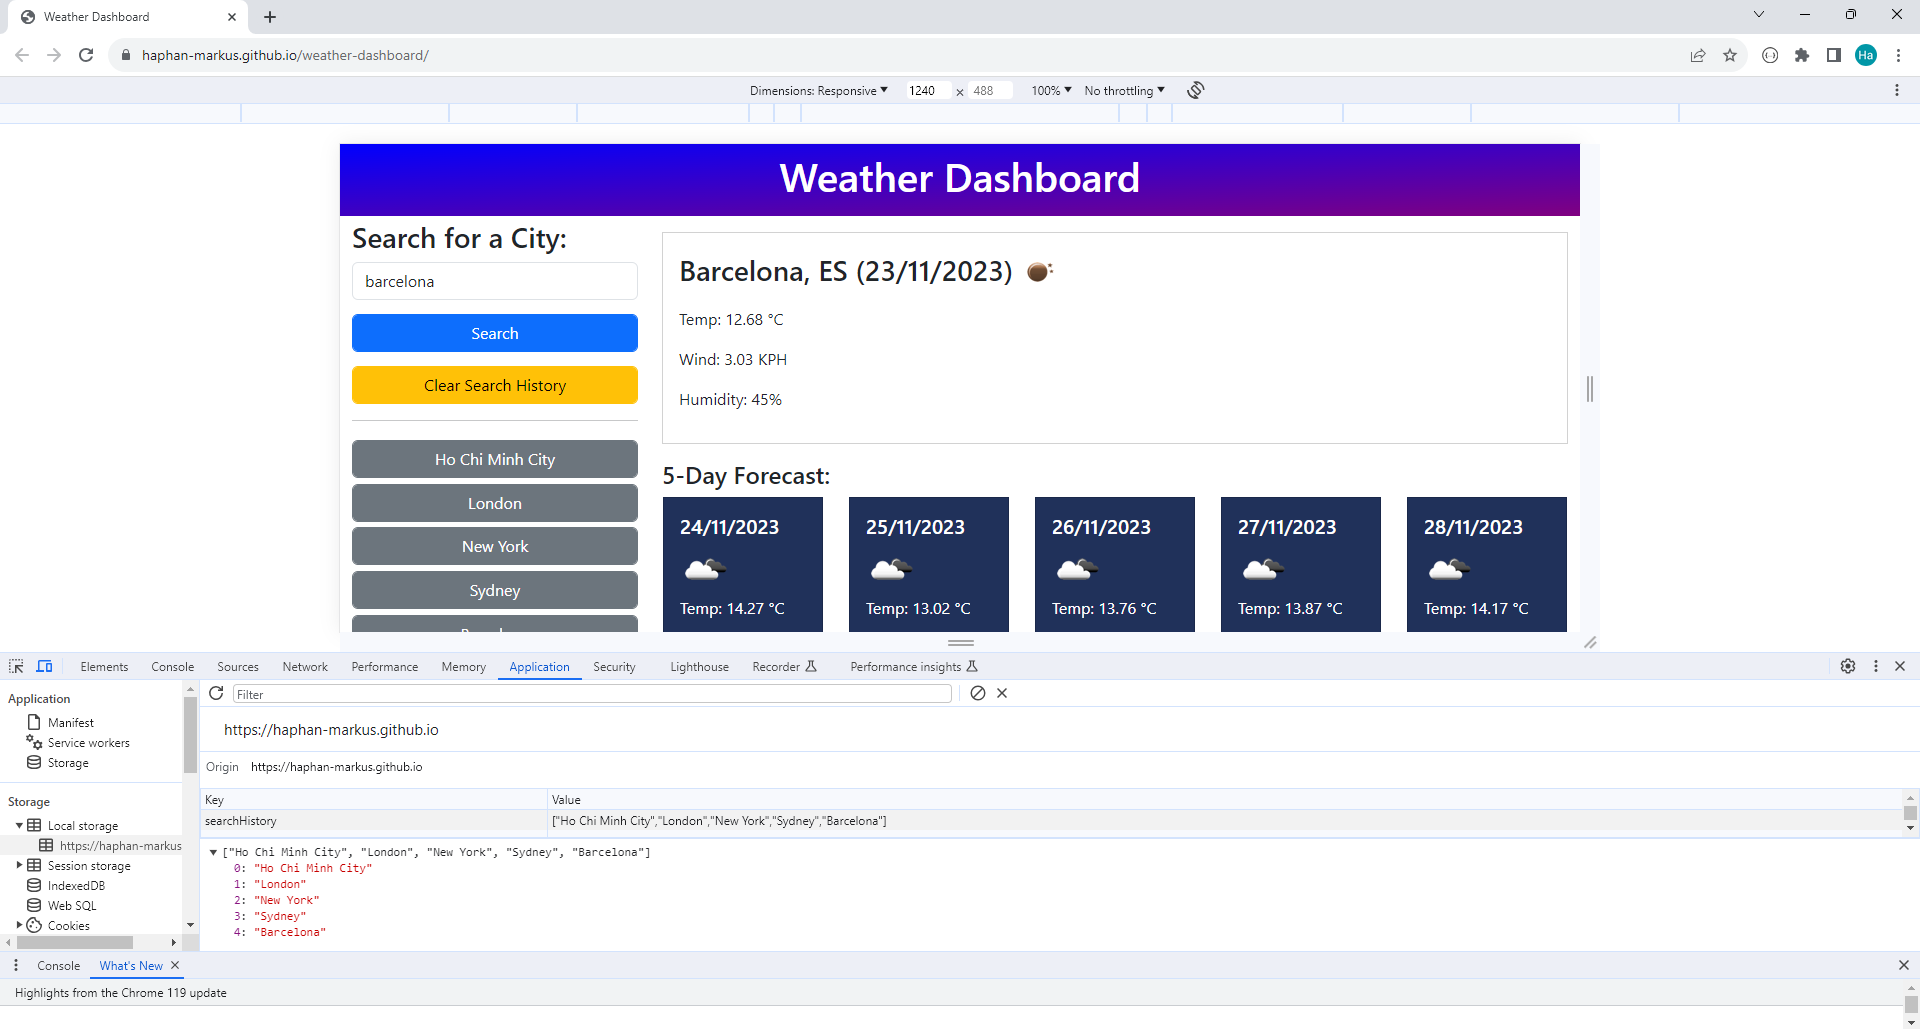 Weather Dashboard
haphan-markus.github.io/weather-dashboard/
Ha
Dimensions: Responsive 1240 × 488 100% No throttling
Weather Dashboard
Search for a City:
barcelona
Search
Clear Search History
Ho Chi Minh City
London
New York
Sydney
Barcelona, ES (23/11/2023)
Temp: 12.68 °C
Wind: 3.03 KPH
Humidity: 45%
5-Day Forecast:
24/11/2023
Temp: 14.27 °C
25/11/2023
Temp: 13.02 °C
26/11/2023
Temp: 13.76 °C
27/11/2023
Temp: 13.87 °C
28/11/2023
Temp: 14.17 °C
Elements Console Sources Network Performance Memory Application Security Lighthouse Recorder Performance insights
Application
Manifest
Service workers
Storage
Storage
Local storage
https://haphan-markus
Session storage
IndexedDB
Web SQL
Cookies
Filter
https://haphan-markus.github.io
Origin https://haphan-markus.github.io
Key Value
searchHistory ["Ho Chi Minh City","London","New York","Sydney","Barcelona"]
["Ho Chi Minh City", "London", "New York", "Sydney", "Barcelona"]
0: "Ho Chi Minh City"
1: "London"
2: "New York"
3: "Sydney"
4: "Barcelona"
Console What's New
Highlights from the Chrome 119 update